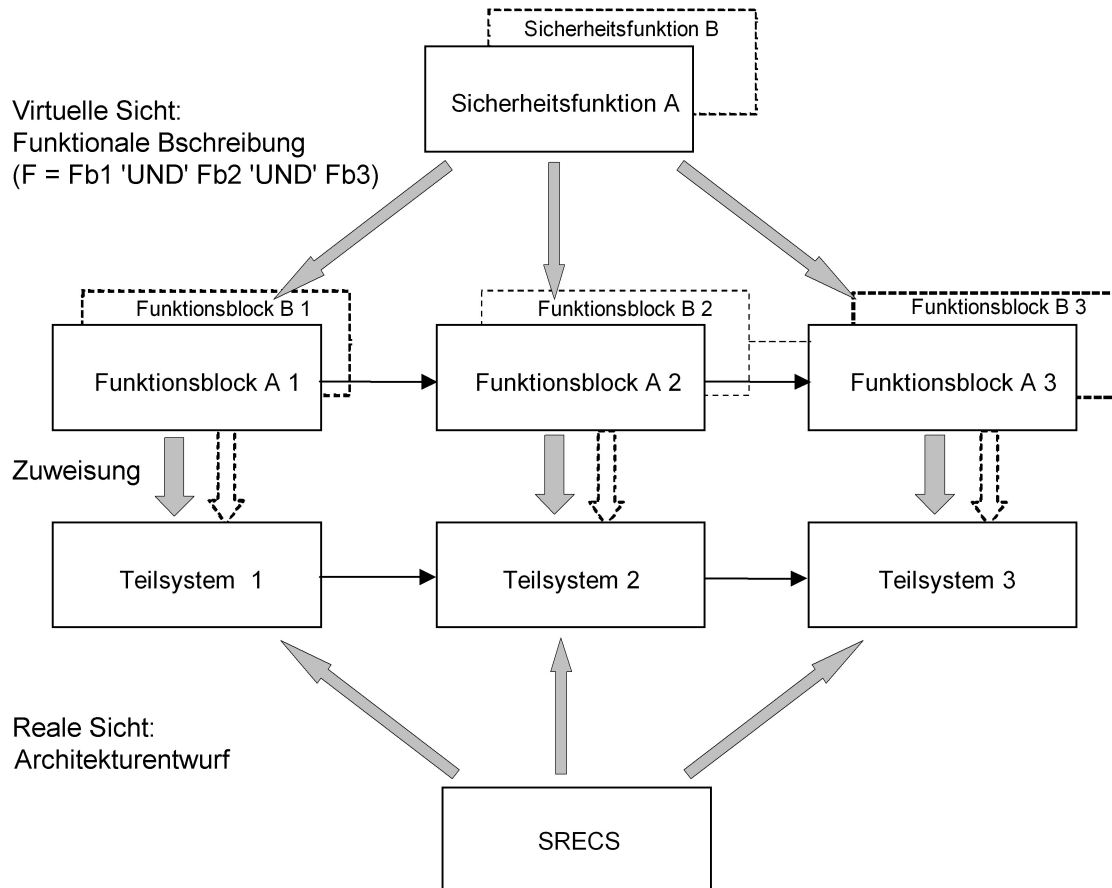 Sicherheitsfunktion B
Sicherheitsfunktion A
Virtuelle Sicht:
Funktionale Bschreibung
(F = Fb1 'UND' Fb2 'UND' Fb3)
Funktionsblock B 1
Funktionsblock B 2
Funktionsblock B 3
Funktionsblock A 1
Funktionsblock A 2
Funktionsblock A 3
Zuweisung
Teilsystem 1
Teilsystem 2
Teilsystem 3
Reale Sicht:
Architekturentwurf
SRECS